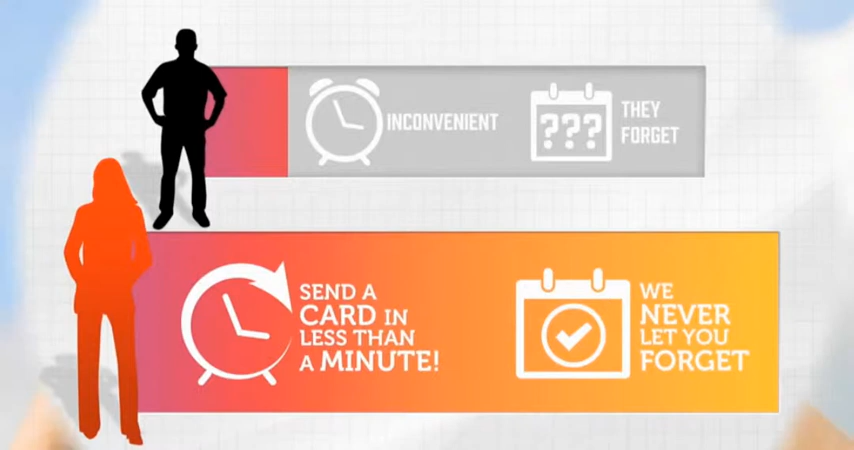 INCONVENIENT
???
THEY
FORGET
SEND A
CARD IN
LESS THAN
A MINUTE!
WE
NEVER
LET YOU
FORGET